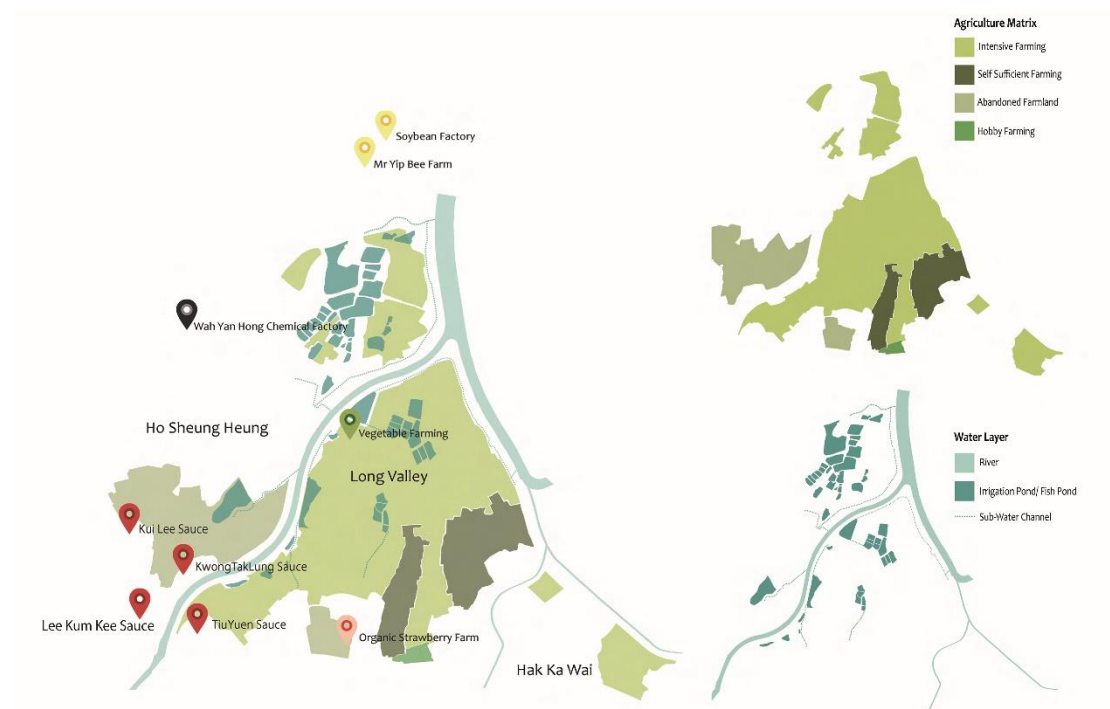 Agriculture Matrix
Intensive Farming
Self Sufficient Farming
Abandoned Farmland
Hobby Farming
Soybean Factory
Mr Yip Bee Farm
Wah Yan Hong Chemical Factory
Ho Sheung Heung
Vegetable Farming
Long Valley
Kui Lee Sauce
KwongTakLung Sauce
Lee Kum Kee Sauce
TiuYuen Sauce
Organic Strawberry Farm
Hak Ka Wai
Water Layer
River
Irrigation Pond/ Fish Pond
Sub-Water Channel